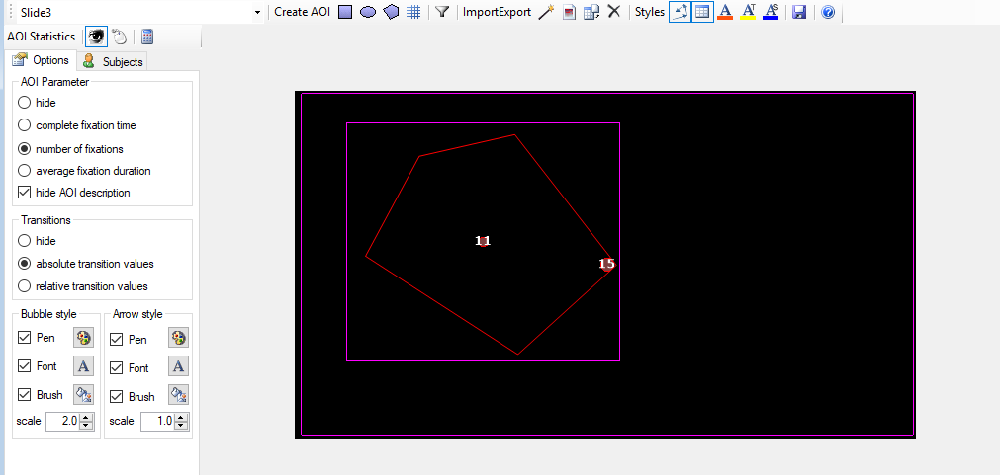 Slide3 Create AOI ImportExport Styles A A T A S
AOI Statistics
Options Subjects
AOI Parameter
hide
complete fixation time
number of fixations
average fixation duration
hide AOI description
Transitions
hide
absolute transition values
relative transition values
Bubble style Arrow style
Pen Pen
Font A Font A
Brush Brush
scale 2.0 scale 1.0
11
15